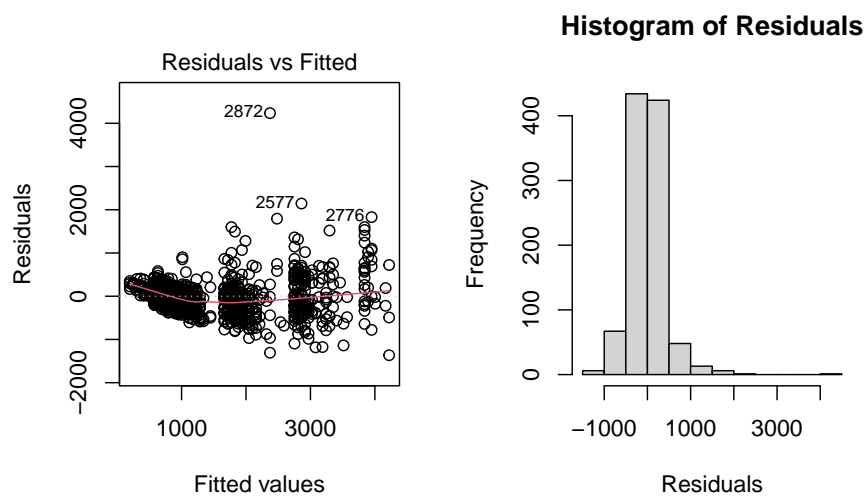 Histogram of Residuals
Residuals vs Fitted
Residuals
−2000 0 2000 4000
2872
2577
2776
1000 3000
Fitted values
Frequency
0 100 200 300 400
−1000 1000 3000
Residuals